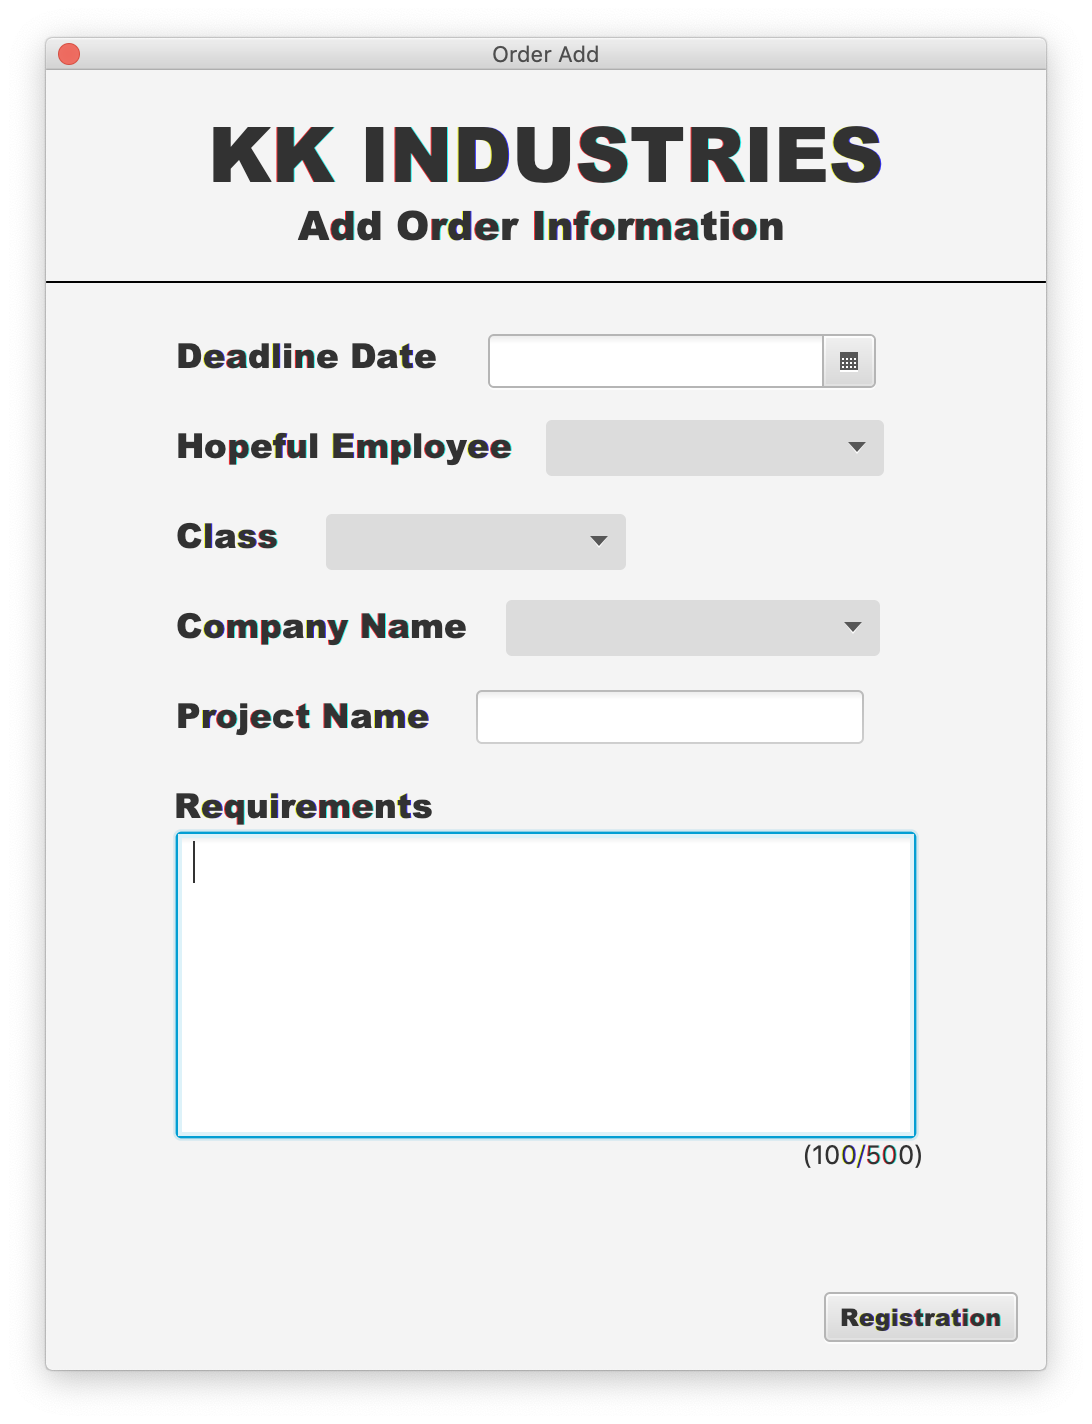 Order Add
KK INDUSTRIES
Add Order Information
Deadline Date
Hopeful Employee
Class
Company Name
Project Name
Requirements
(100/500)
Registration